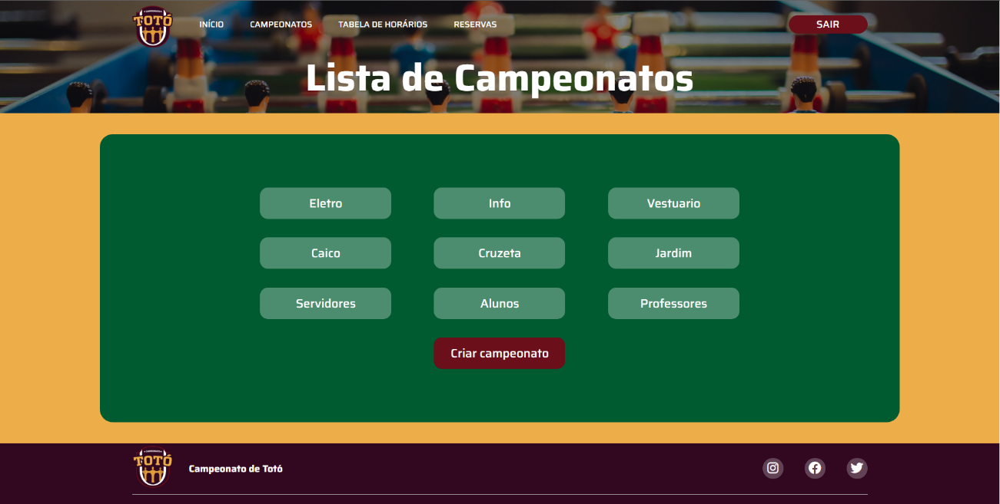 TOTÓ
INÍCIO CAMPEONATOS TABELA DE HORÁRIOS RESERVAS SAIR
Lista de Campeonatos
Eletro Info Vestuario
Caico Cruzeta Jardim
Servidores Alunos Professores
Criar campeonato
TOTÓ
Campeonato de Totó